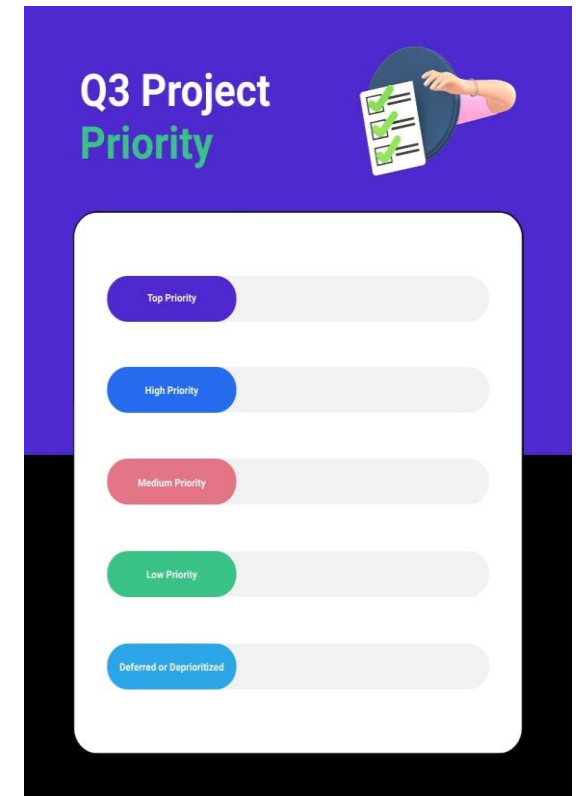 Q3 Project
Priority
Top Priority
High Priority
Medium Priority
Low Priority
Deferred or Deprioritized